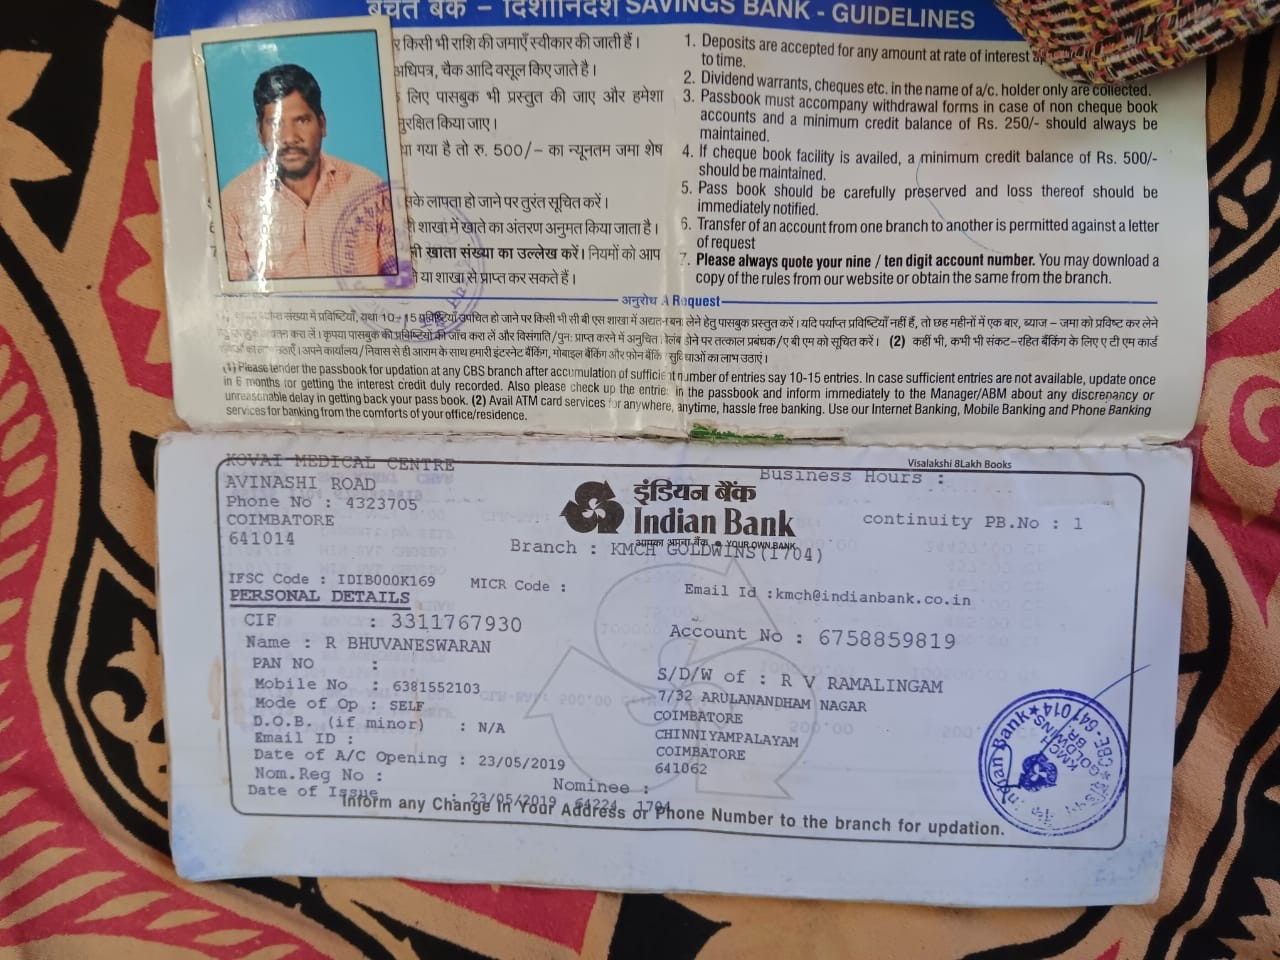 बचत बैंक – दिशानिर्देश SAVINGS BANK - GUIDELINES
र किसी भी राशि की जमाएँ स्वीकार की जाती हैं ।
चैक आदि वसूल किए जाते है ।
लिए पासबुक भी प्रस्तुत की जाए और हमेशा
किया जाए ।
गया है तो रु. 500/– का न्यूनतम जमा शेष
के लापता हो जाने पर तुरंत सूचित करें ।
शाखा में खाते का अंतरण अनुमत किया जाता है ।
खाता संख्या का उल्लेख करें । नियमों को आप
या शाखा से प्राप्त कर सकते हैं ।
1. Deposits are accepted for any amount at rate of interest
to time.
2. Dividend warrants, cheques etc. in the name of a/c. holder only are collected.
3. Passbook must accompany withdrawal forms in case of non cheque book
accounts and a minimum credit balance of Rs. 250/- should always be
maintained.
4. If cheque book facility is availed, a minimum credit balance of Rs. 500/-
should be maintained.
5. Pass book should be carefully preserved and loss thereof should be
immediately notified.
6. Transfer of an account from one branch to another is permitted against a letter
of request
7. Please always quote your nine / ten digit account number. You may download a
copy of the rules from our website or obtain the same from the branch.
अनुरोध A Request
संख्या में प्रविष्टियाँ, यथा 10–15 प्रविष्टियाँ उपचित हो जाने पर किसी भी सी बी एस शाखा में अद्यतन बना लेने हेतु पासबुक प्रस्तुत करें । यदि पर्याप्त प्रविष्टियाँ नहीं हैं, तो छह महीनों में एक बार, ब्याज – जमा को प्रविष्ट कर लेने
करा लें । कृपया पासबुक की प्रविष्टियों की जांच करा लें और विसंगति/पुनः प्राप्त करने में अनुचित होने पर तत्काल प्रबंधक/ए बी एम को सूचित करें । (2) कहीं भी, कभी भी संकट–रहित बैंकिंग के लिए ए टी एम कार्ड
अपने कार्यालय/निवास से ही आराम के साथ हमारी इंटरनेट बैंकिंग, मोबाइल बैंकिंग और फोन बैंकिंग का लाभ उठाएं ।
(1) Please tender the passbook for updation at any CBS branch after accumulation of sufficient number of entries say 10-15 entries. In case sufficient entries are not available, update once
in 6 months for getting the interest credit duly recorded. Also please check up the entries in the passbook and inform immediately to the Manager/ABM about any discrepancy or
unreasonable delay in getting back your pass book. (2) Avail ATM card services for anywhere, anytime, hassle free banking. Use our Internet Banking, Mobile Banking and Phone Banking
services for banking from the comforts of your office/residence.
Visalakshi 8Lakh Books
KOVAI MEDICAL CENTRE
Business Hours :
AVINASHI ROAD
इंडियन बैंक
Phone No : 4323705
Indian Bank
continuity PB.No : 1
COIMBATORE
आपका अपना बैंक YOUR OWN BANK
641014
Branch : KMCH GOLDWINS(1704)
IFSC Code : IDIB000K169 MICR Code : Email Id :kmch@indianbank.co.in
PERSONAL DETAILS
CIF : 3311767930 Account No : 6758859819
Name : R BHUVANESWARAN
PAN NO : S/D/W of : R V RAMALINGAM
Mobile No : 6381552103 7/32 ARULANANDHAM NAGAR
Mode of Op : SELF COIMBATORE
D.O.B. (if minor) : N/A CHINNIYAMPALAYAM
Email ID : COIMBATORE
Date of A/C Opening : 23/05/2019 641062
Nom.Reg No : Nominee :
Date of Issue : 23/05/2019 64224 1704
Inform any Change in Your Address or Phone Number to the branch for updation.
Indian Bank
KMCH
GOLDWINS
BR.
CBE-641 014